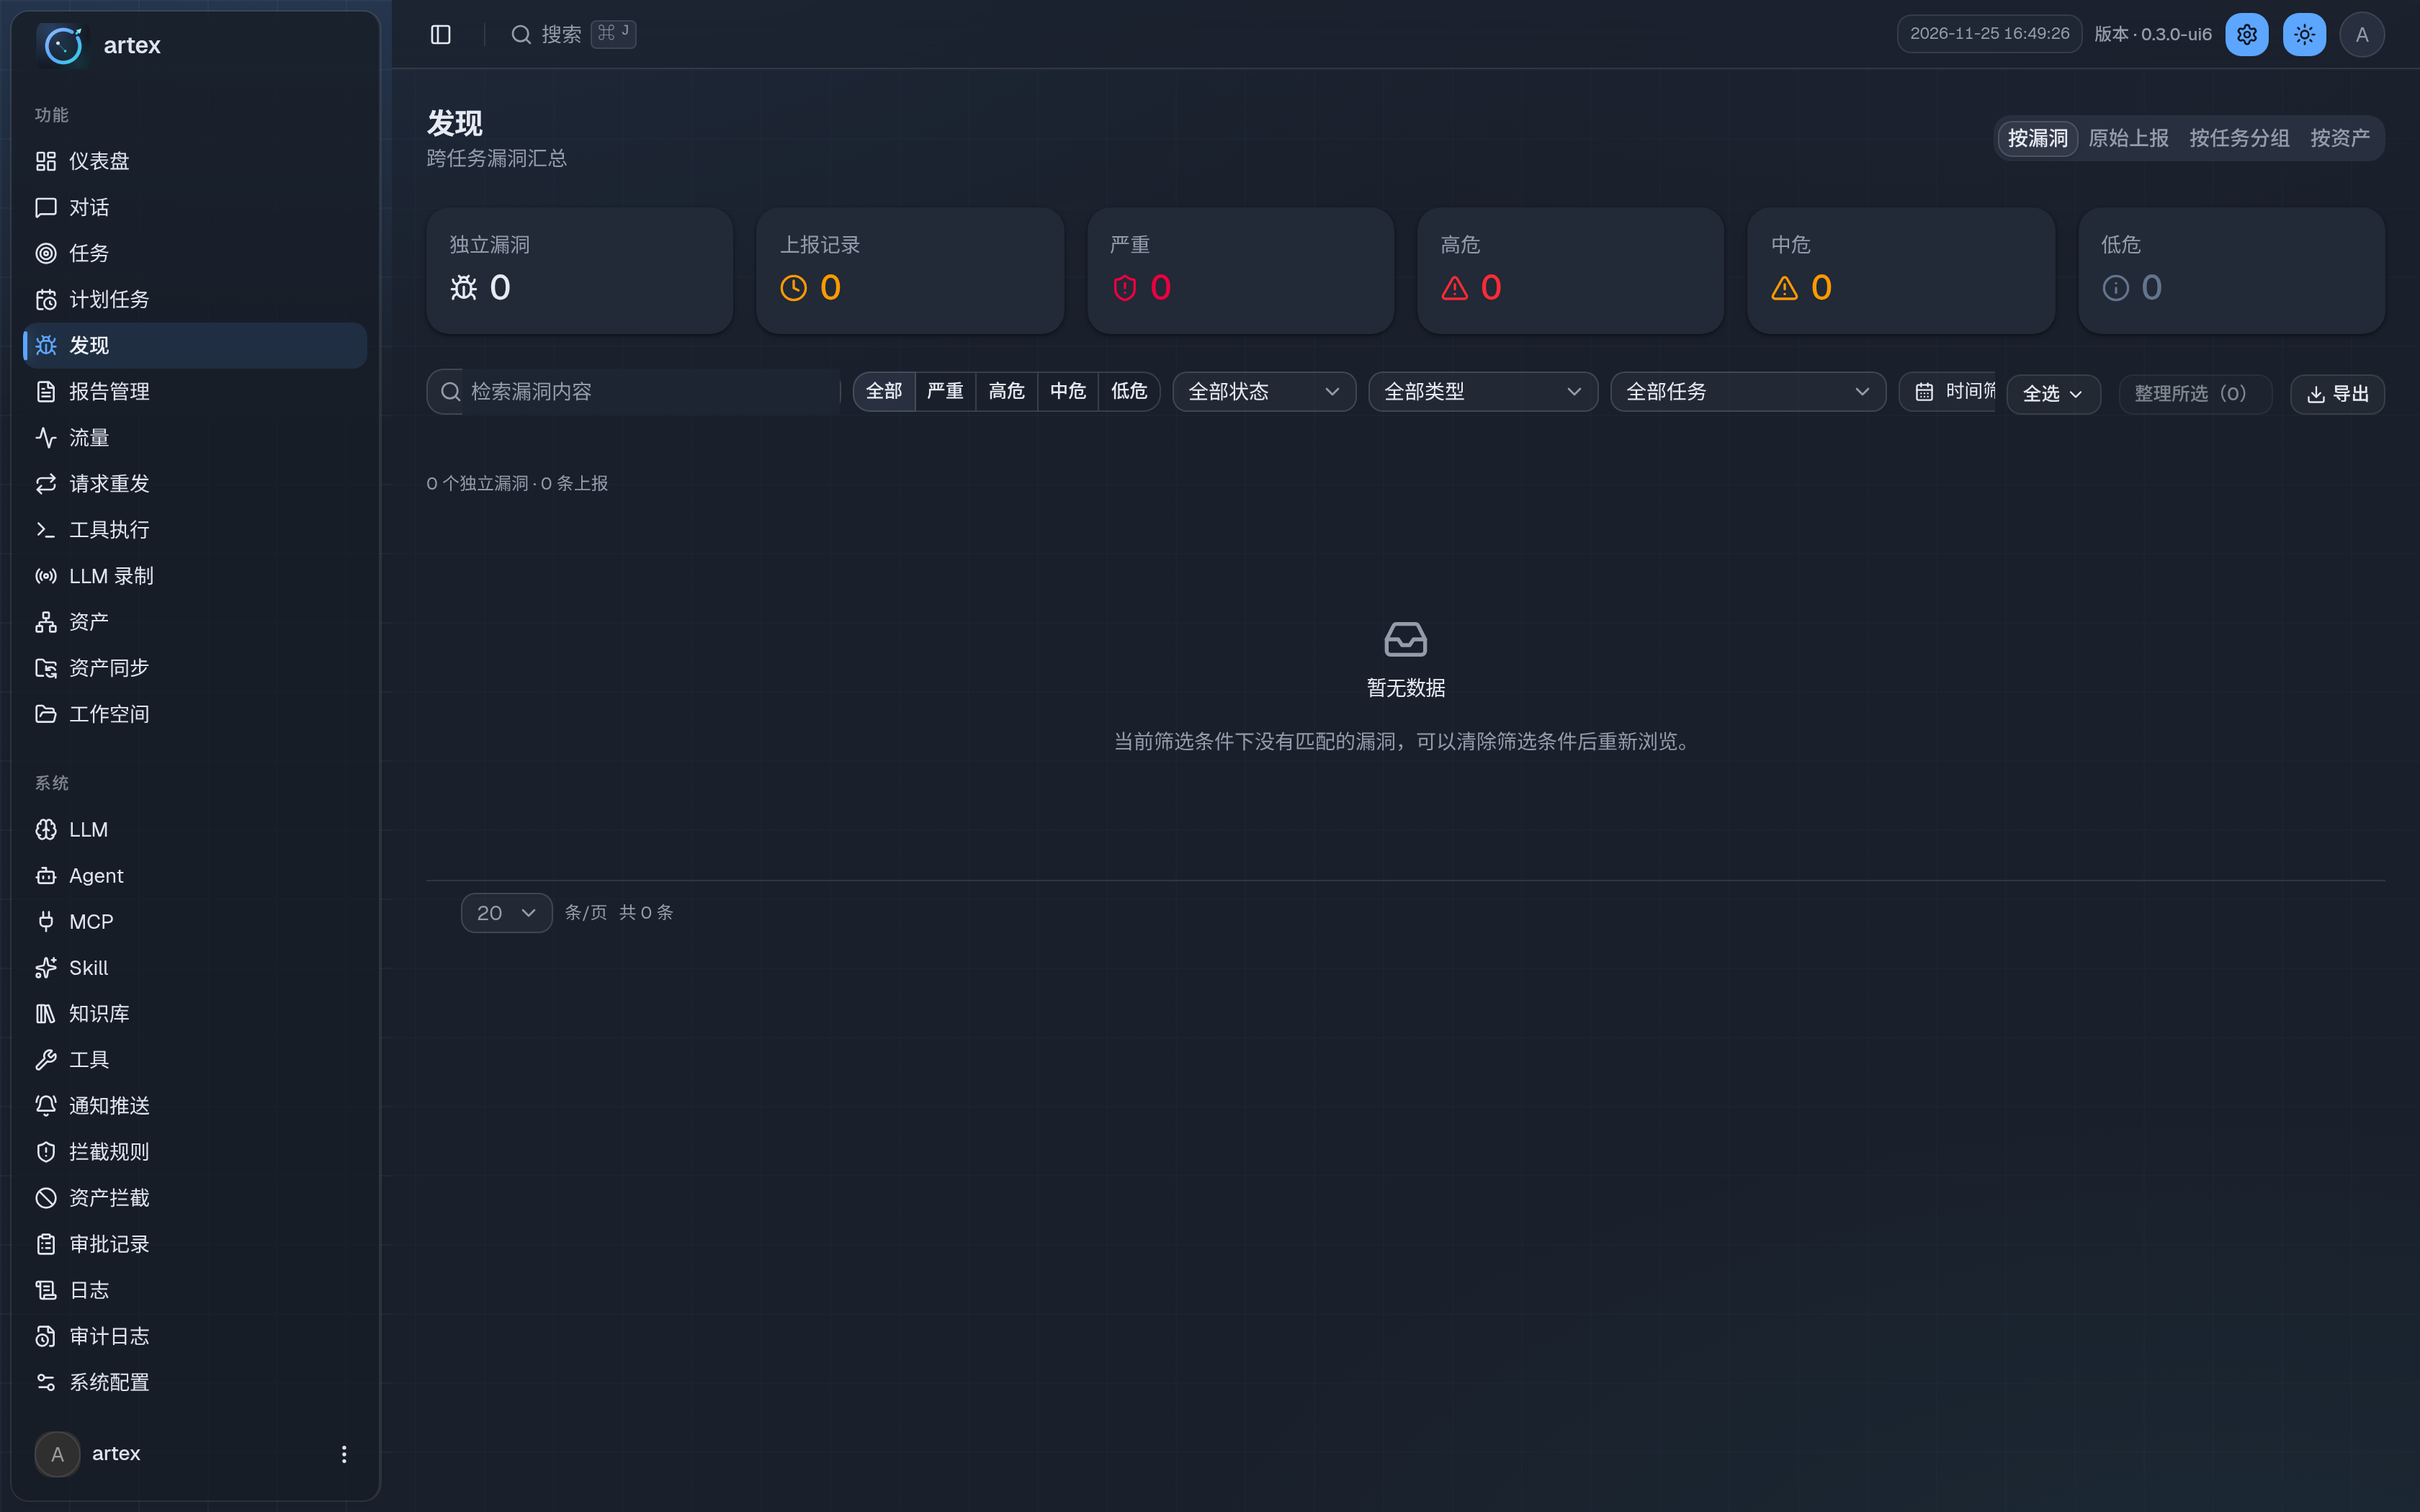 artex
功能
仪表盘
对话
任务
计划任务
发现
报告管理
流量
请求重发
工具执行
LLM 录制
资产
资产同步
工作空间
系统
LLM
Agent
MCP
Skill
知识库
工具
通知推送
拦截规则
资产拦截
审批记录
日志
审计日志
系统配置
A artex
搜索 ⌘ J
2026-11-25 16:49:26 版本 · 0.3.0-ui6 A
发现
跨任务漏洞汇总
按漏洞 原始上报 按任务分组 按资产
独立漏洞 上报记录 严重 高危 中危 低危
0 0 0 0 0 0
检索漏洞内容 全部 严重 高危 中危 低危 全部状态 全部类型 全部任务 时间筛 全选 整理所选（0） 导出
0 个独立漏洞 · 0 条上报
暂无数据
当前筛选条件下没有匹配的漏洞，可以清除筛选条件后重新浏览。
20 条/页 共 0 条